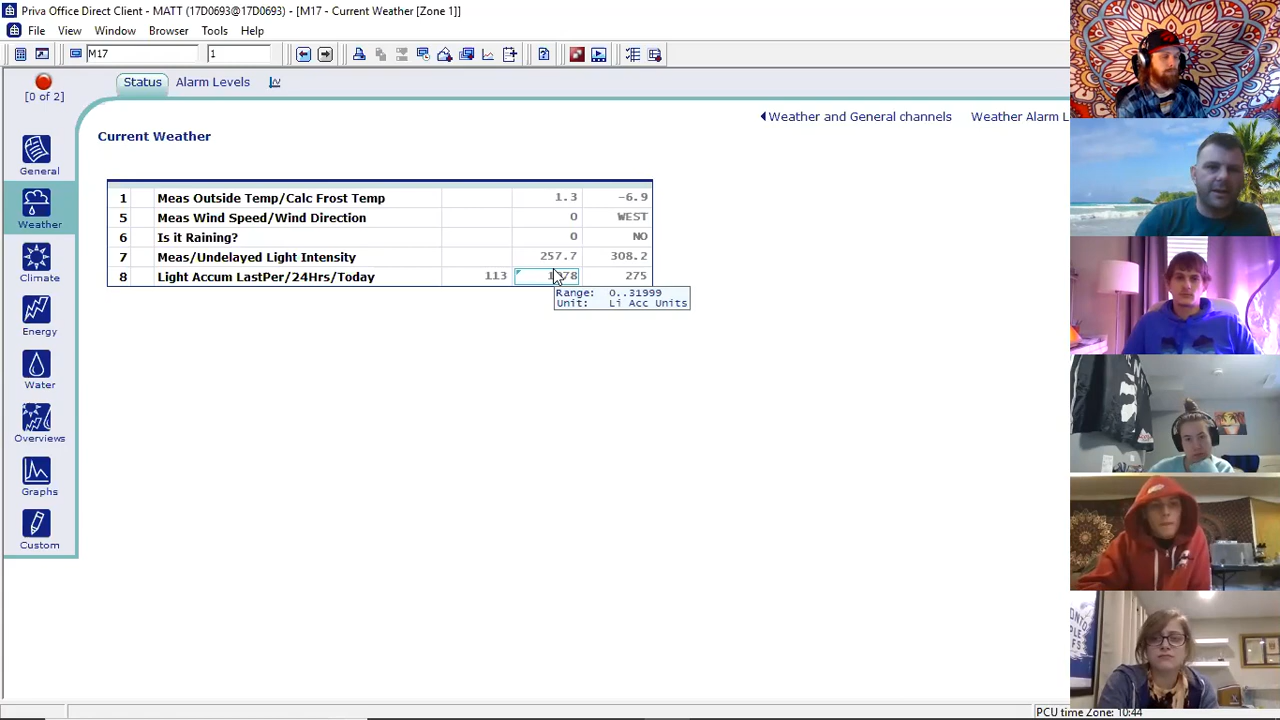 Priva Office Direct Client - MATT (17D0693@17D0693) - [M17 - Current Weather [Zone 1]]
File View Window Browser Tools Help
M17 1
[0 of 2]
Status Alarm Levels
Weather and General channels Weather Alarm L
Current Weather
General
Weather
Climate
Energy
Water
Overviews
Graphs
Custom
1 Meas Outside Temp/Calc Frost Temp 1.3 -6.9
5 Meas Wind Speed/Wind Direction 0 WEST
6 Is it Raining? 0 NO
7 Meas/Undelayed Light Intensity 257.7 308.2
8 Light Accum LastPer/24Hrs/Today 113 275
Range: 0..31999
Unit: Li Acc Units
PCU time Zone: 10:44